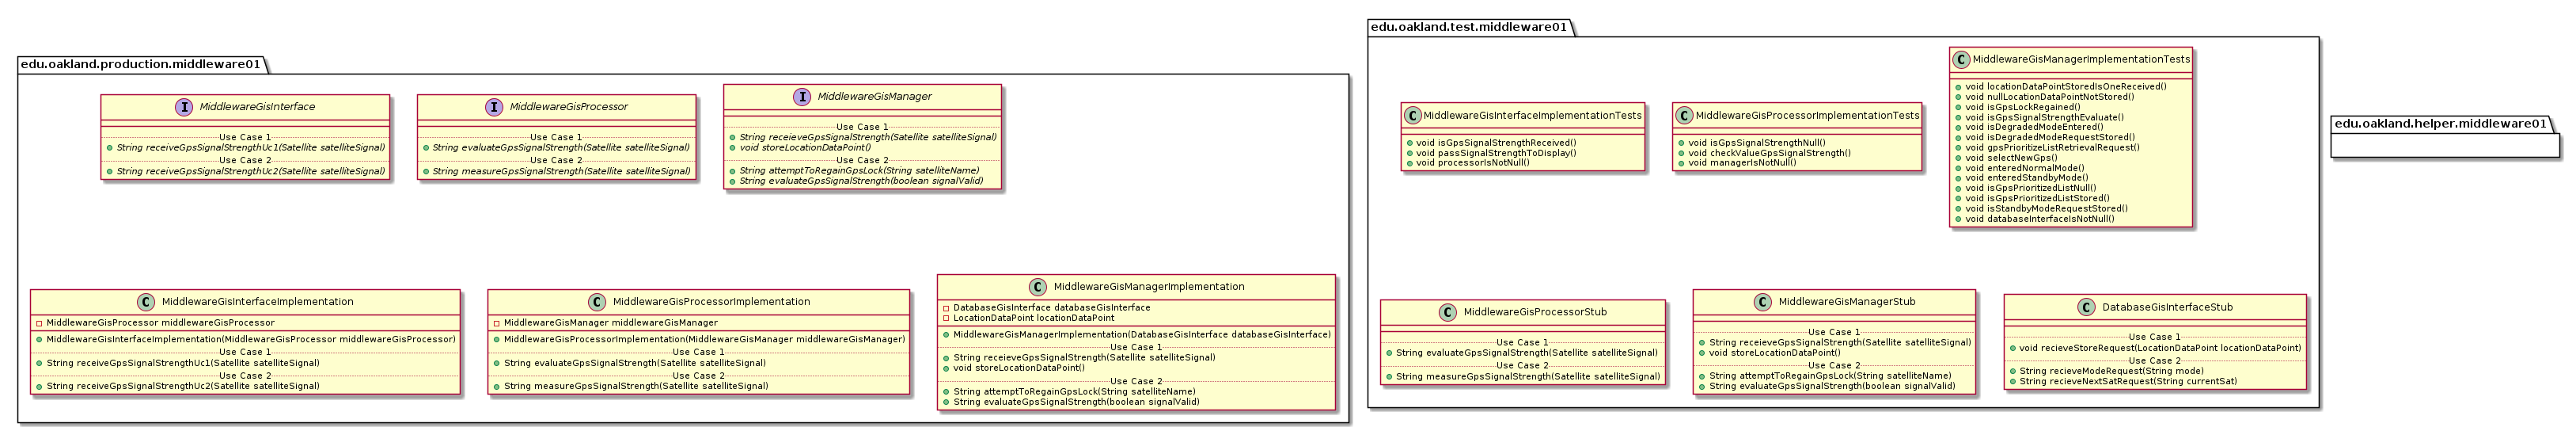 edu.oakland.production.middleware01
I MiddlewareGisInterface
Use Case 1
String receiveGpsSignalStrengthUc1(Satellite satelliteSignal)
Use Case 2
String receiveGpsSignalStrengthUc2(Satellite satelliteSignal)
I MiddlewareGisProcessor
Use Case 1
String evaluateGpsSignalStrength(Satellite satelliteSignal)
Use Case 2
String measureGpsSignalStrength(Satellite satelliteSignal)
I MiddlewareGisManager
Use Case 1
String receieveGpsSignalStrength(Satellite satelliteSignal)
void storeLocationDataPoint()
Use Case 2
String attemptToRegainGpsLock(String satelliteName)
String evaluateGpsSignalStrength(boolean signalValid)
C MiddlewareGisInterfaceImplementation
MiddlewareGisProcessor middlewareGisProcessor
MiddlewareGisInterfaceImplementation(MiddlewareGisProcessor middlewareGisProcessor)
Use Case 1
String receiveGpsSignalStrengthUc1(Satellite satelliteSignal)
Use Case 2
String receiveGpsSignalStrengthUc2(Satellite satelliteSignal)
C MiddlewareGisProcessorImplementation
MiddlewareGisManager middlewareGisManager
MiddlewareGisProcessorImplementation(MiddlewareGisManager middlewareGisManager)
Use Case 1
String evaluateGpsSignalStrength(Satellite satelliteSignal)
Use Case 2
String measureGpsSignalStrength(Satellite satelliteSignal)
C MiddlewareGisManagerImplementation
DatabaseGisInterface databaseGisInterface
LocationDataPoint locationDataPoint
MiddlewareGisManagerImplementation(DatabaseGisInterface databaseGisInterface)
Use Case 1
String receieveGpsSignalStrength(Satellite satelliteSignal)
void storeLocationDataPoint()
Use Case 2
String attemptToRegainGpsLock(String satelliteName)
String evaluateGpsSignalStrength(boolean signalValid)
edu.oakland.test.middleware01
C MiddlewareGisInterfaceImplementationTests
void isGpsSignalStrengthReceived()
void passSignalStrengthToDisplay()
void processorIsNotNull()
C MiddlewareGisProcessorImplementationTests
void isGpsSignalStrengthNull()
void checkValueGpsSignalStrength()
void managerIsNotNull()
C MiddlewareGisManagerImplementationTests
void locationDataPointStoredIsOneReceived()
void nullLocationDataPointNotStored()
void isGpsLockRegained()
void isGpsSignalStrengthEvaluate()
void isDegradedModeEntered()
void isDegradedModeRequestStored()
void gpsPrioritizeListRetrievalRequest()
void selectNewGps()
void enteredNormalMode()
void enteredStandbyMode()
void isGpsPrioritizedListNull()
void isGpsPrioritizedListStored()
void isStandbyModeRequestStored()
void databaseInterfaceIsNotNull()
C MiddlewareGisProcessorStub
Use Case 1
String evaluateGpsSignalStrength(Satellite satelliteSignal)
Use Case 2
String measureGpsSignalStrength(Satellite satelliteSignal)
C MiddlewareGisManagerStub
Use Case 1
String receieveGpsSignalStrength(Satellite satelliteSignal)
void storeLocationDataPoint()
Use Case 2
String attemptToRegainGpsLock(String satelliteName)
String evaluateGpsSignalStrength(boolean signalValid)
C DatabaseGisInterfaceStub
Use Case 1
void recieveStoreRequest(LocationDataPoint locationDataPoint)
Use Case 2
String recieveModeRequest(String mode)
String recieveNextSatRequest(String currentSat)
edu.oakland.helper.middleware01